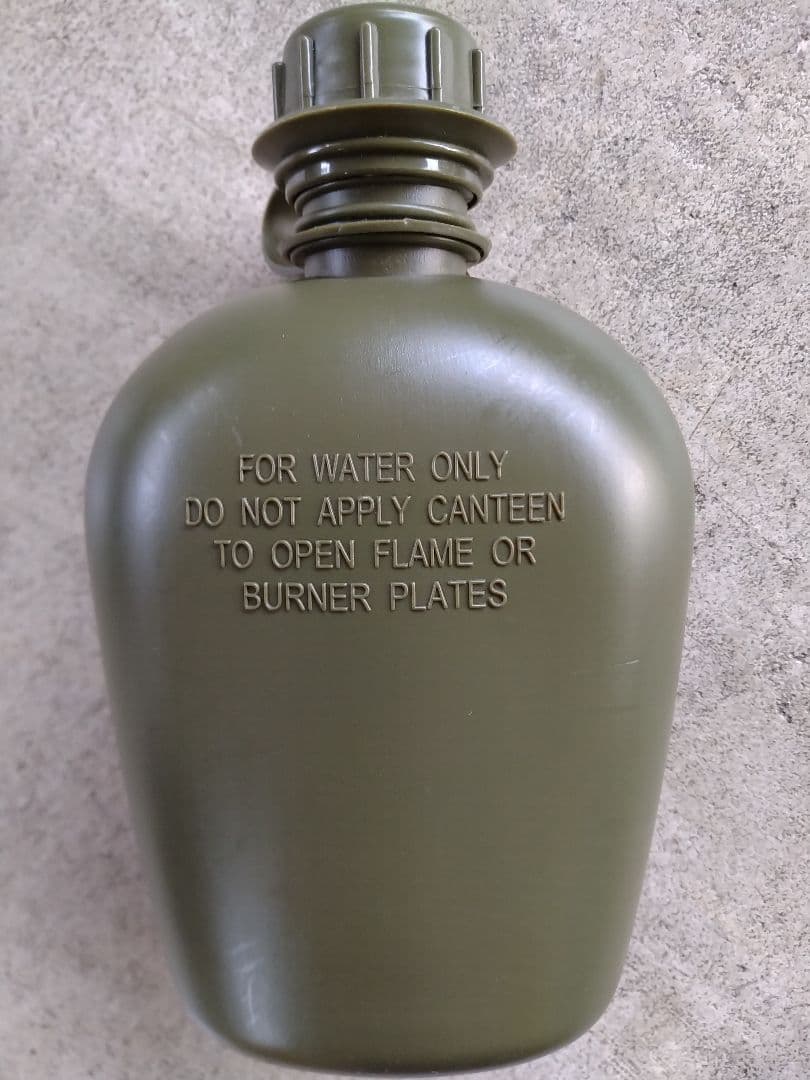 FOR WATER ONLY
DO NOT APPLY CANTEEN
TO OPEN FLAME OR
BURNER PLATES